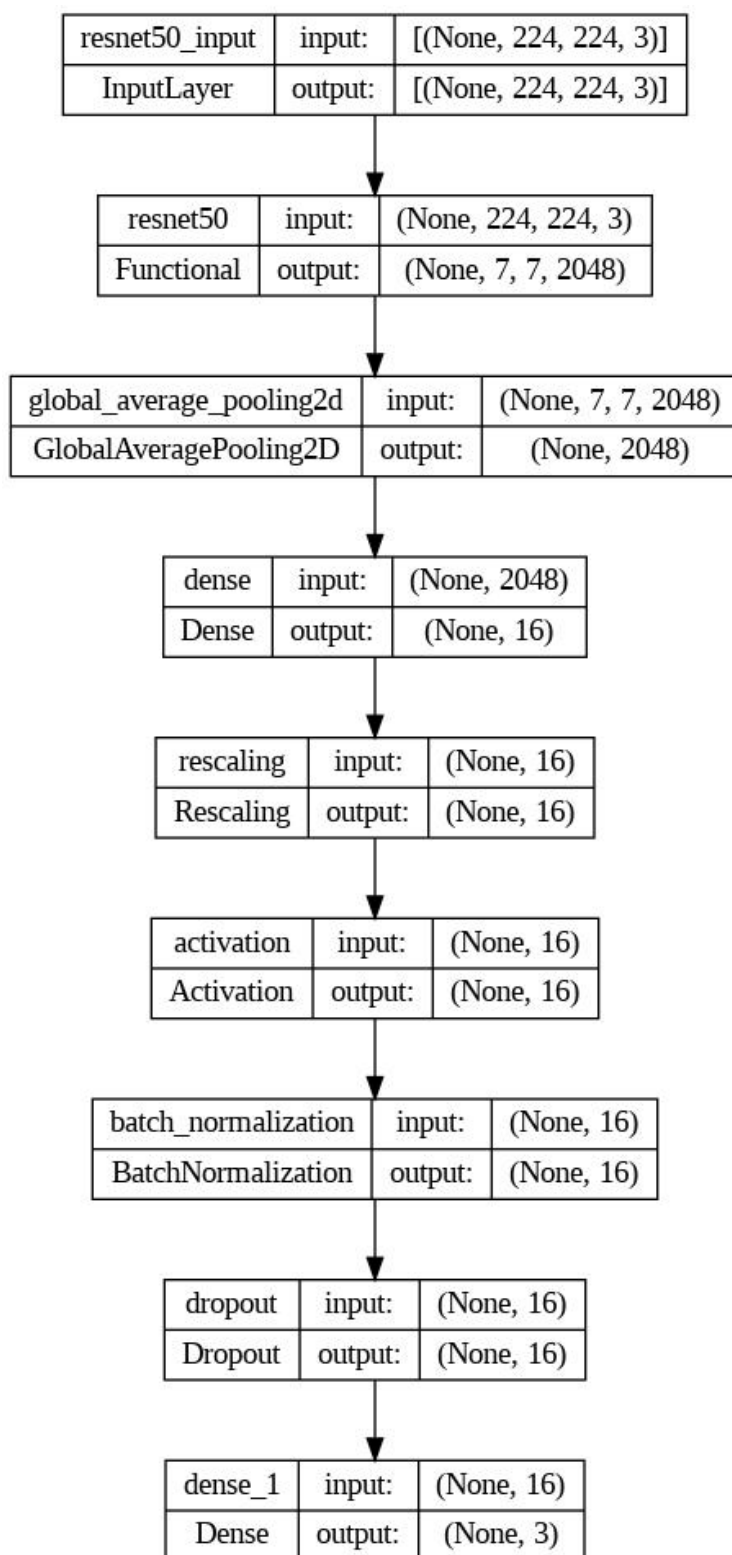 resnet50_input input: [(None, 224, 224, 3)]
InputLayer output: [(None, 224, 224, 3)]
resnet50 input: (None, 224, 224, 3)
Functional output: (None, 7, 7, 2048)
global_average_pooling2d input: (None, 7, 7, 2048)
GlobalAveragePooling2D output: (None, 2048)
dense input: (None, 2048)
Dense output: (None, 16)
rescaling input: (None, 16)
Rescaling output: (None, 16)
activation input: (None, 16)
Activation output: (None, 16)
batch_normalization input: (None, 16)
BatchNormalization output: (None, 16)
dropout input: (None, 16)
Dropout output: (None, 16)
dense_1 input: (None, 16)
Dense output: (None, 3)